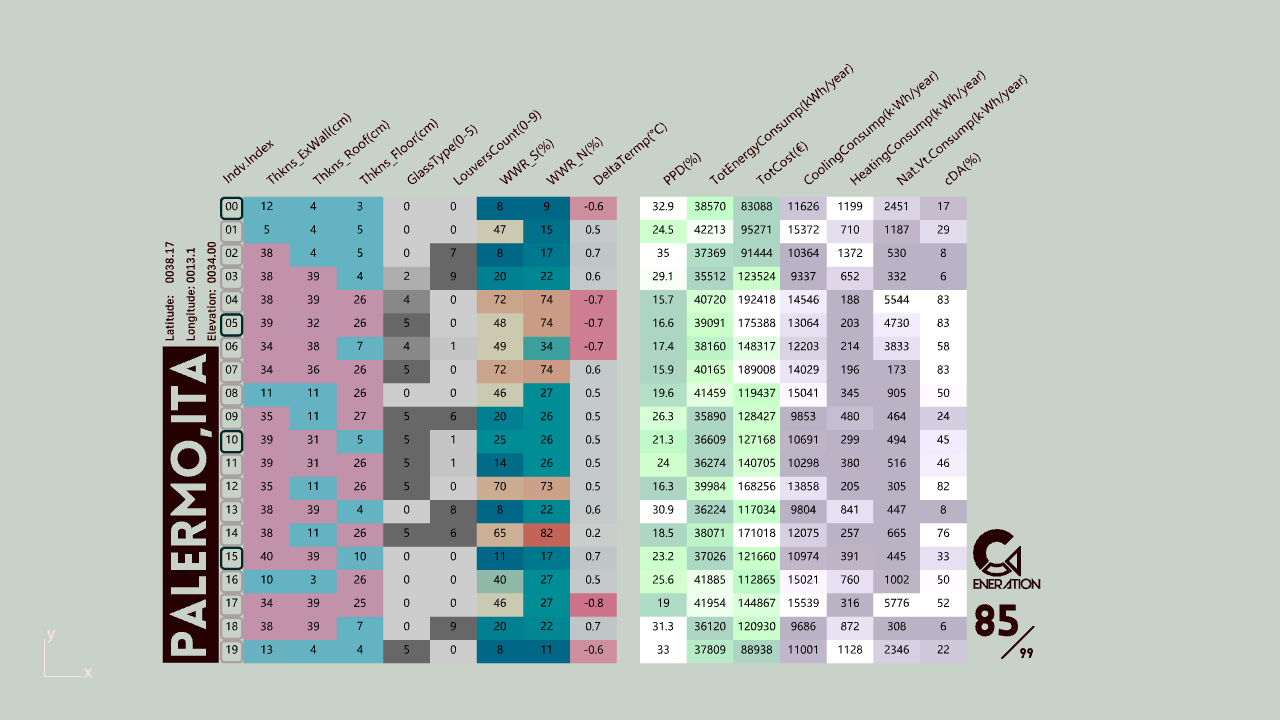 Indv.Index Thkns_ExWall(cm) Thkns_Roof(cm) Thkns_Floor(cm) GlassType(0-5) LouversCount(0-9) WWR_S(%) WWR_N(%) DeltaTermp(°C) PPD(%) TotEnergyConsump(kWh/year) TotCost(€) CoolingConsump(k·Wh/year) HeatingConsump(k·Wh/year) Nat.Vt.Consump(k·Wh/year) cDA(%)
00 12 4 3 0 0 8 9 -0.6 32.9 38570 83088 11626 1199 2451 17
01 5 4 5 0 0 47 15 0.5 24.5 42213 95271 15372 710 1187 29
02 38 4 5 0 7 8 17 0.7 35 37369 91444 10364 1372 530 8
03 38 39 4 2 9 20 22 0.6 29.1 35512 123524 9337 652 332 6
04 38 39 26 4 0 72 74 -0.7 15.7 40720 192418 14546 188 5544 83
05 39 32 26 5 0 48 74 -0.7 16.6 39091 175388 13064 203 4730 83
06 34 38 7 4 1 49 34 -0.7 17.4 38160 148317 12203 214 3833 58
07 34 36 26 5 0 72 74 0.6 15.9 40165 189008 14029 196 173 83
08 11 11 26 0 0 46 27 0.5 19.6 41459 119437 15041 345 905 50
09 35 11 27 5 6 20 26 0.5 26.3 35890 128427 9853 480 464 24
10 39 31 5 5 1 25 26 0.5 21.3 36609 127168 10691 299 494 45
11 39 31 26 5 1 14 26 0.5 24 36274 140705 10298 380 516 46
12 35 11 26 5 0 70 73 0.5 16.3 39984 168256 13858 205 305 82
13 38 39 4 0 8 8 22 0.6 30.9 36224 117034 9804 841 447 8
14 38 11 26 5 6 65 82 0.2 18.5 38071 171018 12075 257 665 76
15 40 39 10 0 0 11 17 0.7 23.2 37026 121660 10974 391 445 33
16 10 3 26 0 0 40 27 0.5 25.6 41885 112865 15021 760 1002 50
17 34 39 25 0 0 46 27 -0.8 19 41954 144867 15539 316 5776 52
18 38 39 7 0 9 20 22 0.7 31.3 36120 120930 9686 872 308 6
19 13 4 4 5 0 8 11 -0.6 33 37809 88938 11001 1128 2346 22
Latitude: 0038.17
Longitude: 0013.1
Elevation: 0034.00
PALERMO,ITA
G
ENERATION
85/99
y
x